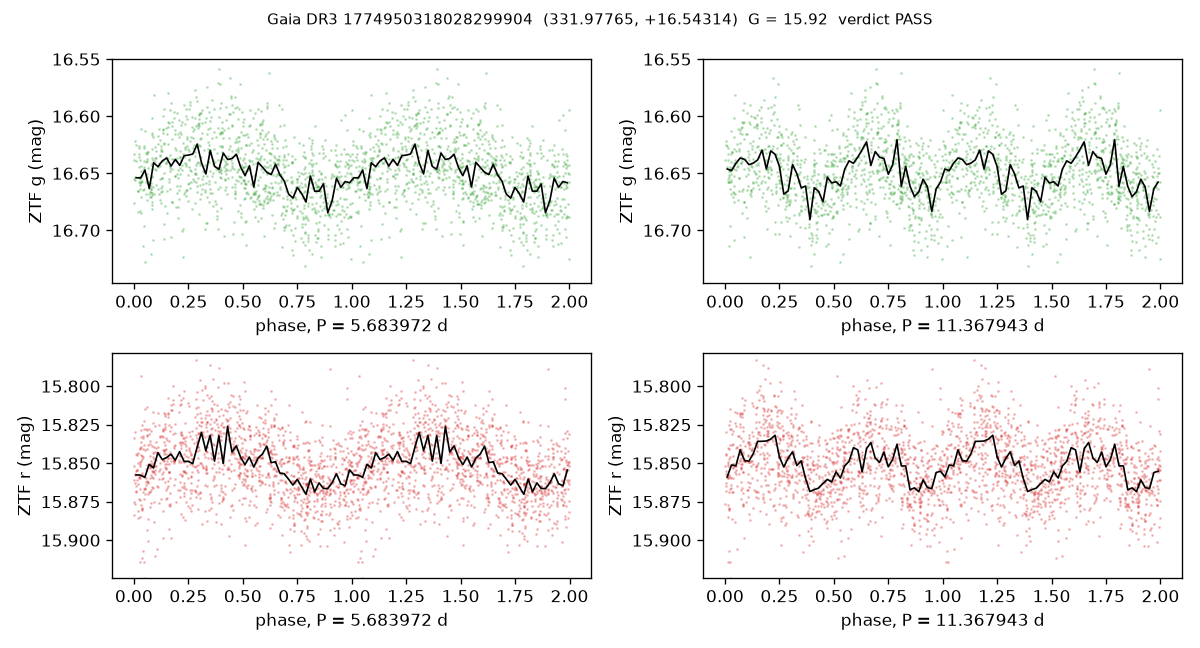 Gaia DR3 1774950318028299904  (331.97765, +16.54314)  G = 15.92  verdict PASS
ZTF g (mag)
16.55
16.60
16.65
16.70
0.00 0.25 0.50 0.75 1.00 1.25 1.50 1.75 2.00
phase, P = 5.683972 d
ZTF g (mag)
16.55
16.60
16.65
16.70
0.00 0.25 0.50 0.75 1.00 1.25 1.50 1.75 2.00
phase, P = 11.367943 d
ZTF r (mag)
15.800
15.825
15.850
15.875
15.900
0.00 0.25 0.50 0.75 1.00 1.25 1.50 1.75 2.00
phase, P = 5.683972 d
ZTF r (mag)
15.800
15.825
15.850
15.875
15.900
0.00 0.25 0.50 0.75 1.00 1.25 1.50 1.75 2.00
phase, P = 11.367943 d